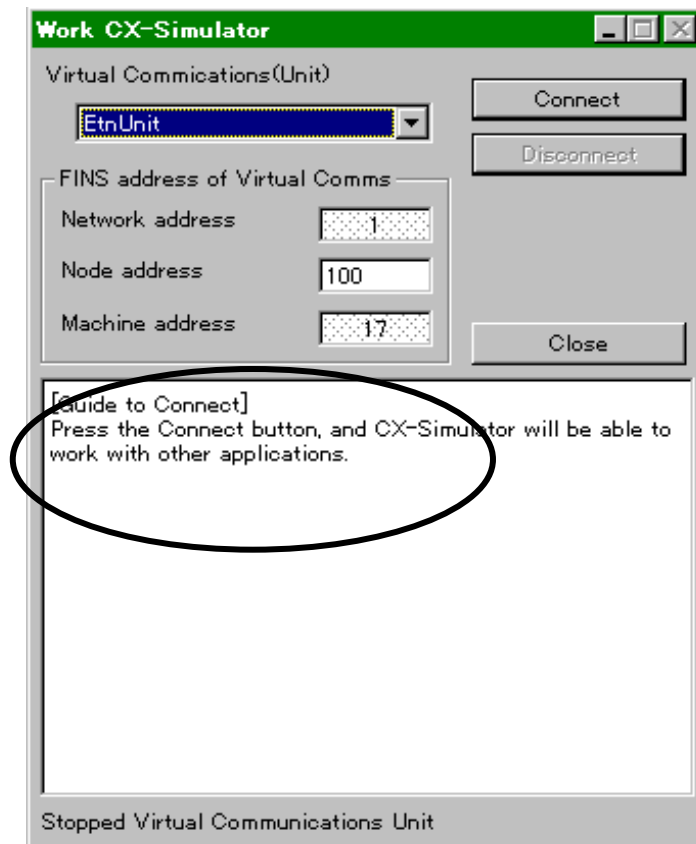 Work CX-Simulator
Virtual Commications(Unit)
EtnUnit
Connect
Disconnect
FINS address of Virtual Comms
Network address 1
Node address 100
Machine address 17
Close
[Guide to Connect]
Press the Connect button, and CX-Simulator will be able to
work with other applications.
Stopped Virtual Communications Unit